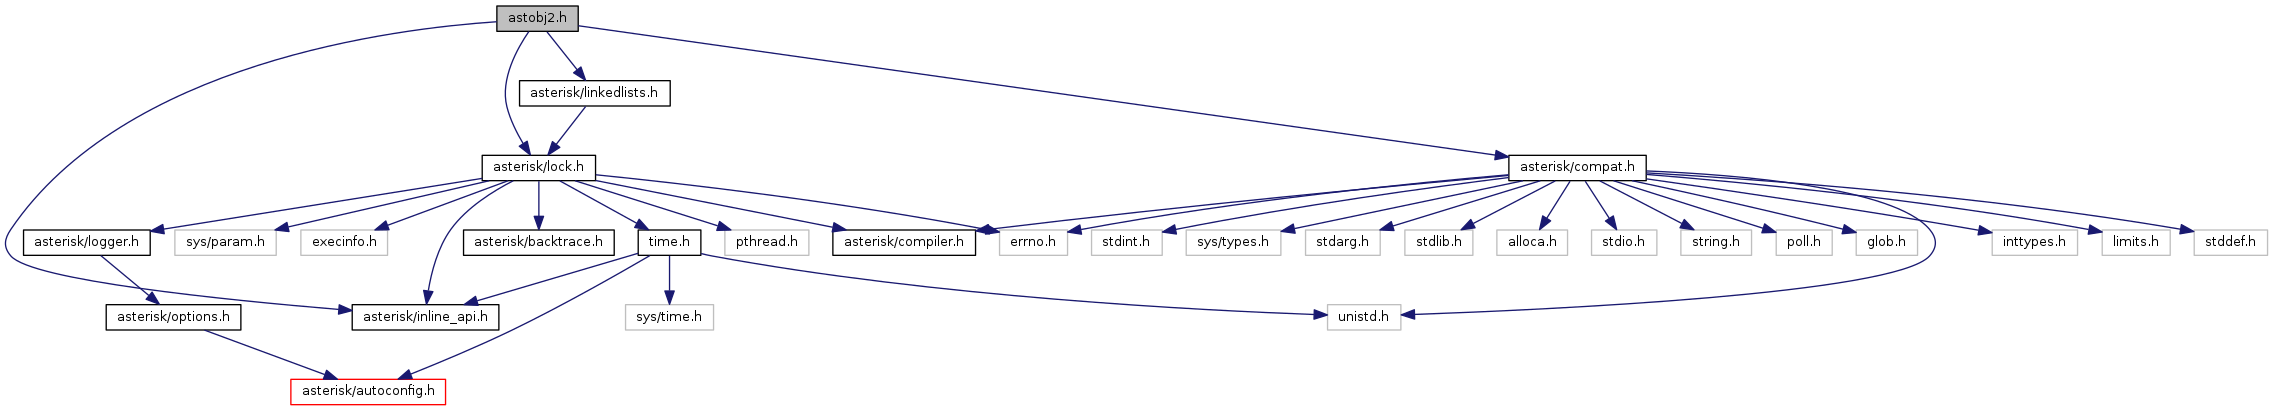 astobj2.h
asterisk/linkedlists.h
asterisk/lock.h
asterisk/compat.h
asterisk/logger.h
sys/param.h
execinfo.h
asterisk/backtrace.h
time.h
pthread.h
asterisk/compiler.h
errno.h
stdint.h
sys/types.h
stdarg.h
stdlib.h
alloca.h
stdio.h
string.h
poll.h
glob.h
inttypes.h
limits.h
stddef.h
asterisk/options.h
asterisk/inline_api.h
sys/time.h
unistd.h
asterisk/autoconfig.h